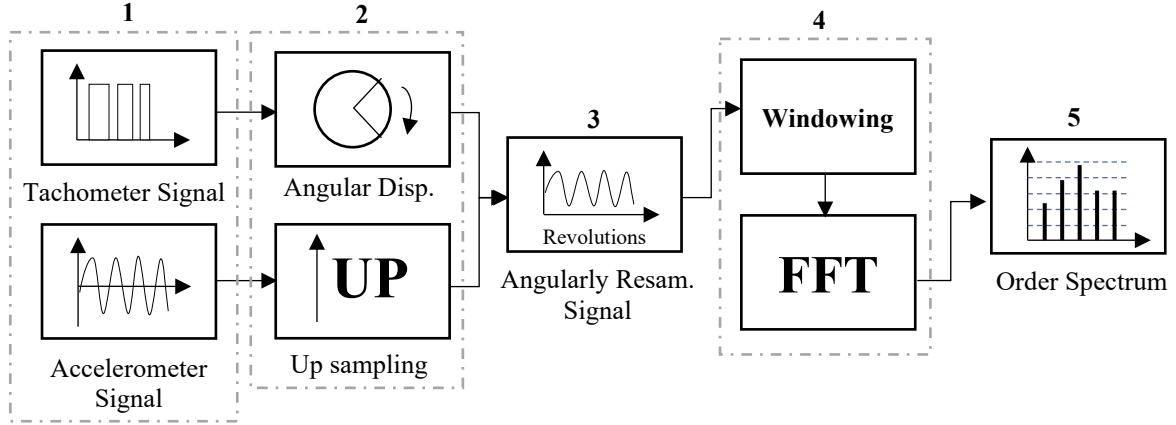 1
Tachometer Signal
Accelerometer
Signal
2
Angular Disp.
UP
Up sampling
3
Revolutions
Angularly Resam.
Signal
4
Windowing
FFT
5
Order Spectrum